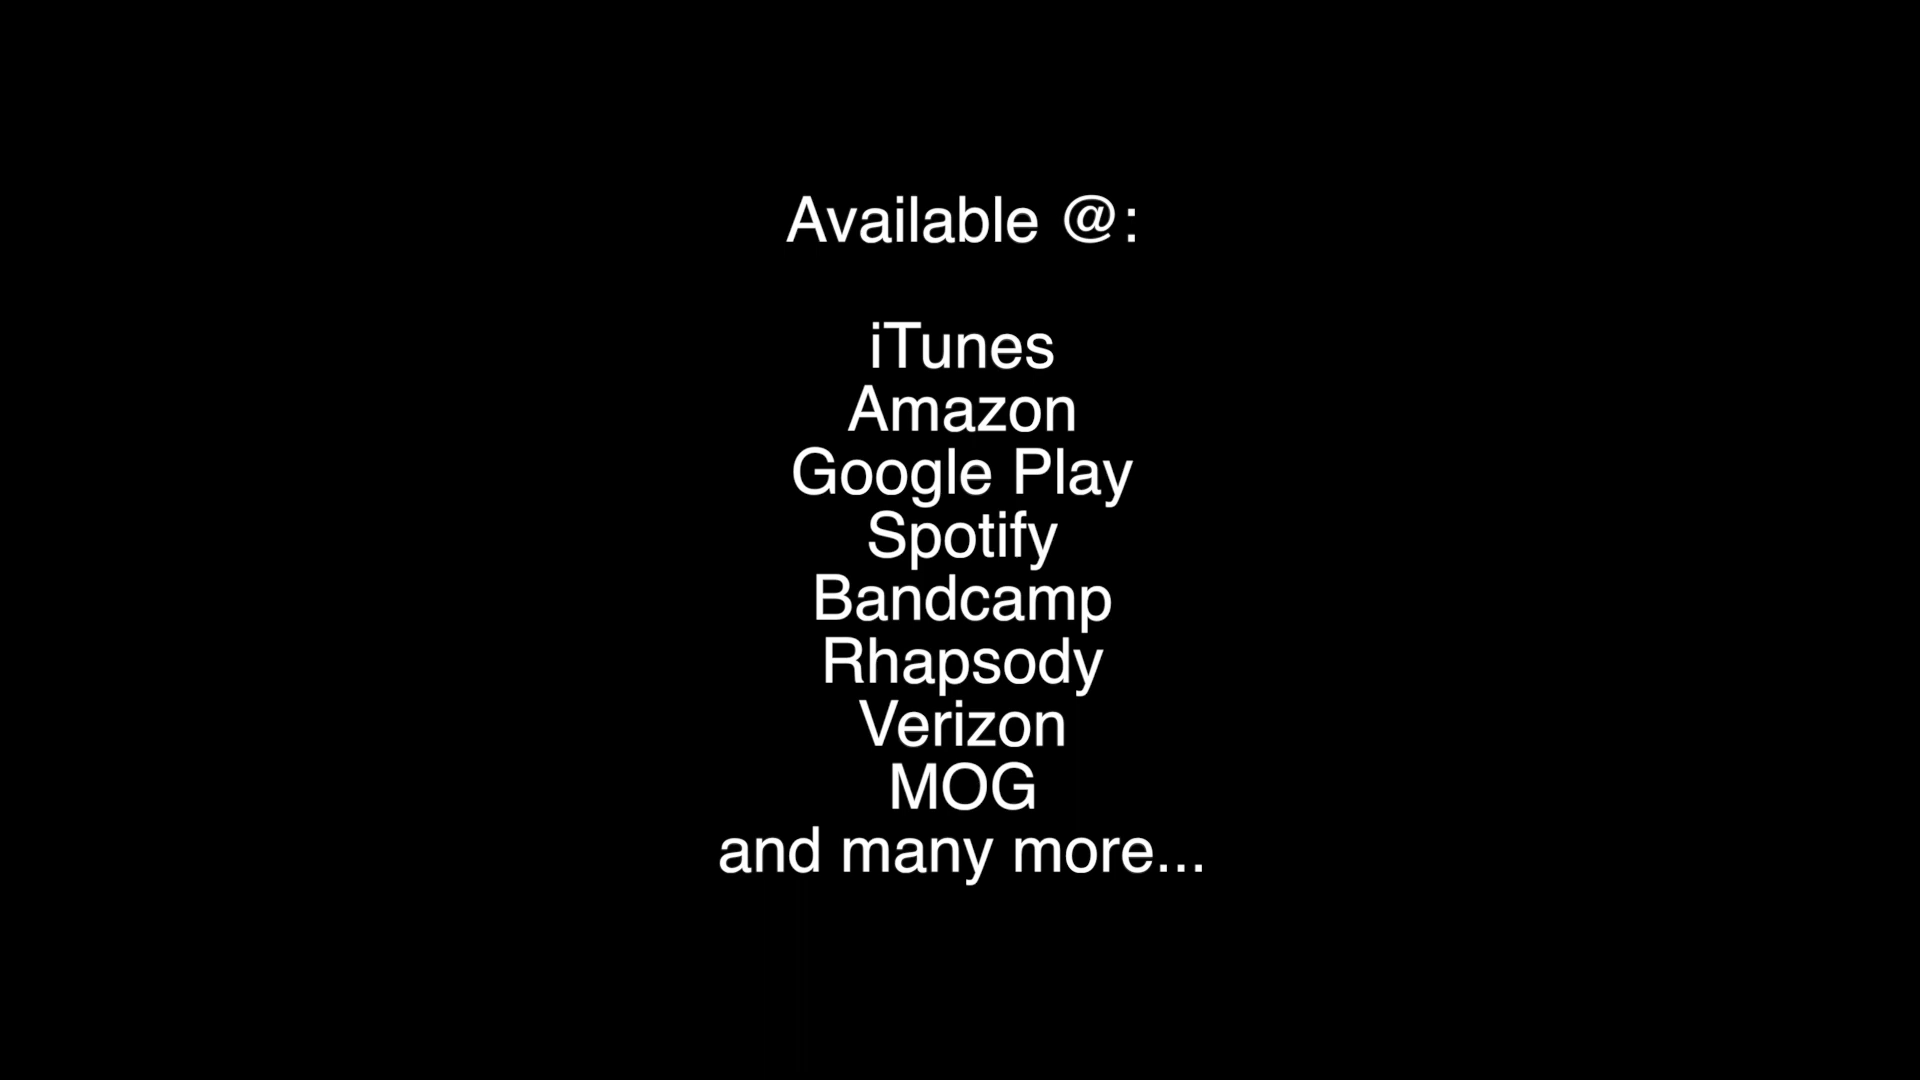 Available @:
iTunes
Amazon
Google Play
Spotify
Bandcamp
Rhapsody
Verizon
MOG
and many more...